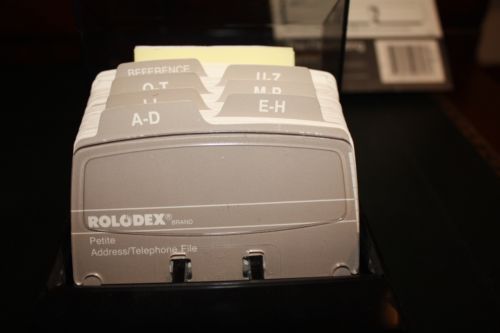 REFERENCE
U-Z
Q-T
M-P
E-H
A-D
ROLODEX® BRAND
Petite
Address/Telephone File